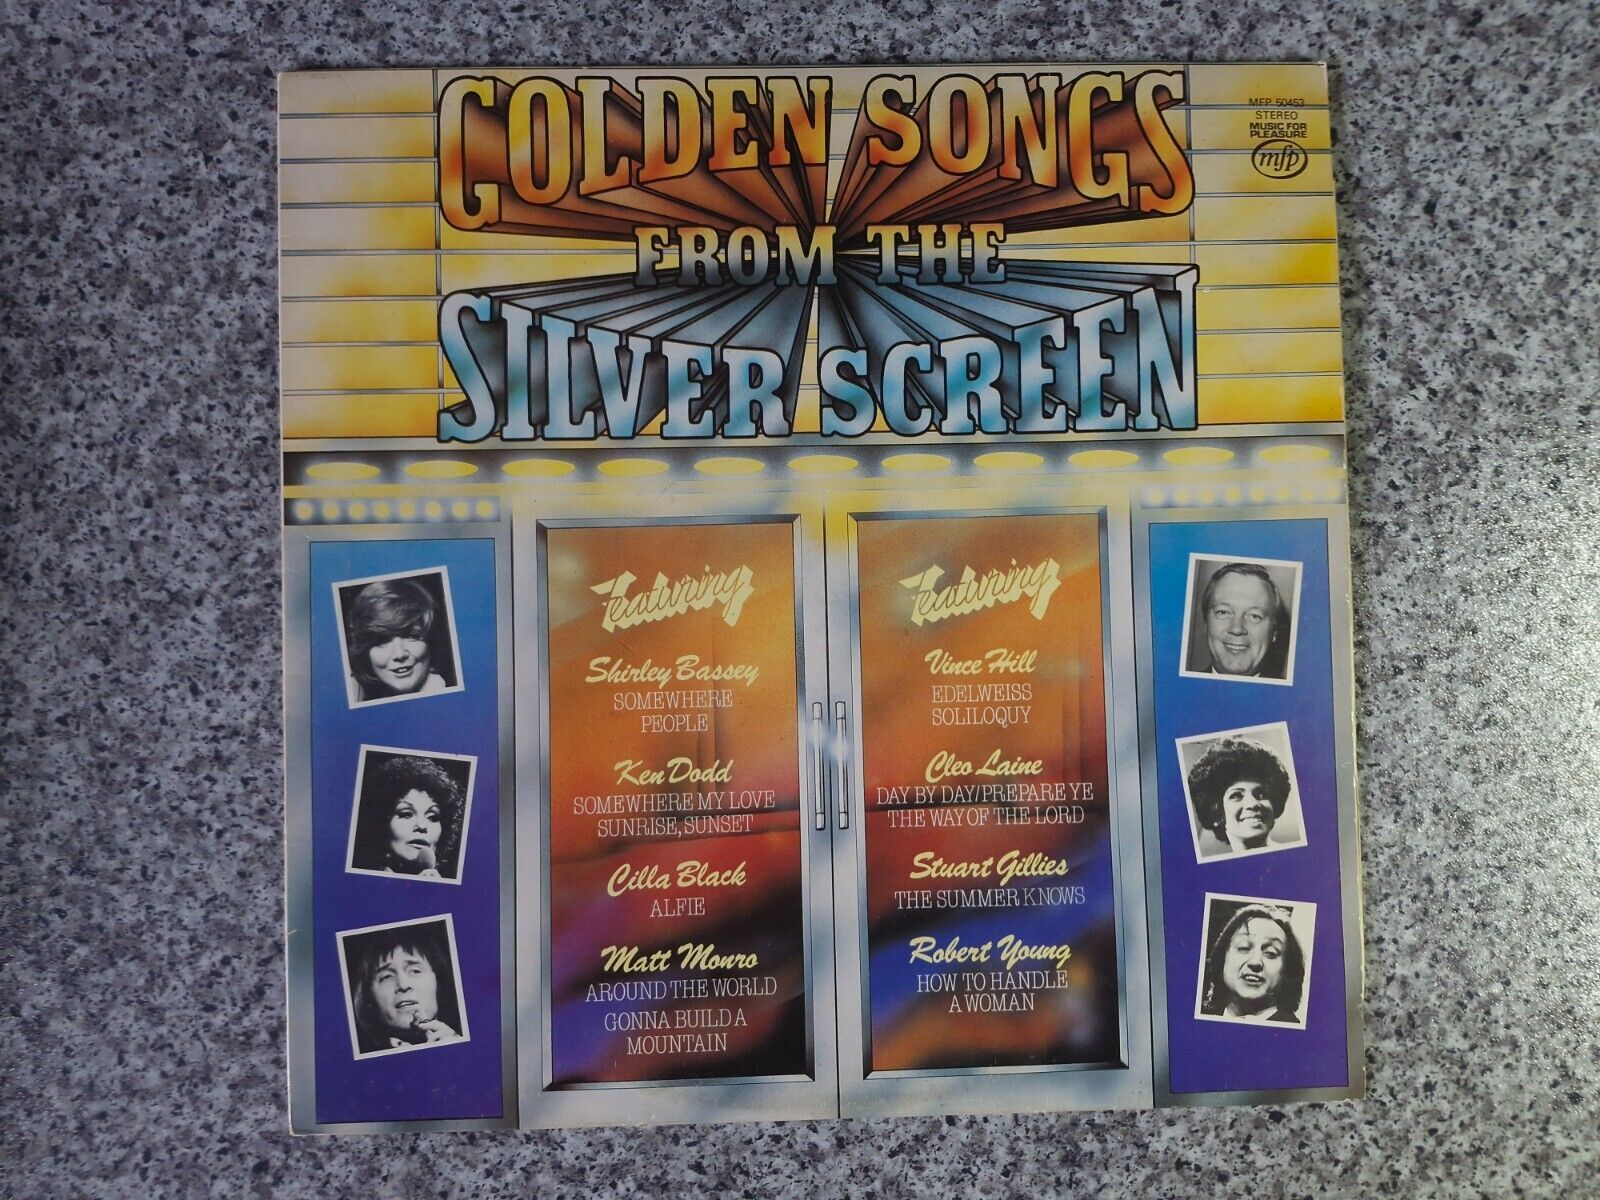 GOLDEN SONGS
FROM THE
SILVER SCREEN
MFP 50453
STEREO
MUSIC FOR
PLEASURE
mfp
Featuring
Shirley Bassey
SOMEWHERE
PEOPLE
Ken Dodd
SOMEWHERE MY LOVE
SUNRISE, SUNSET
Cilla Black
ALFIE
Matt Monro
AROUND THE WORLD
GONNA BUILD A
MOUNTAIN
Featuring
Vince Hill
EDELWEISS
SOLILOQUY
Cleo Laine
DAY BY DAY/PREPARE YE
THE WAY OF THE LORD
Stuart Gillies
THE SUMMER KNOWS
Robert Young
HOW TO HANDLE
A WOMAN